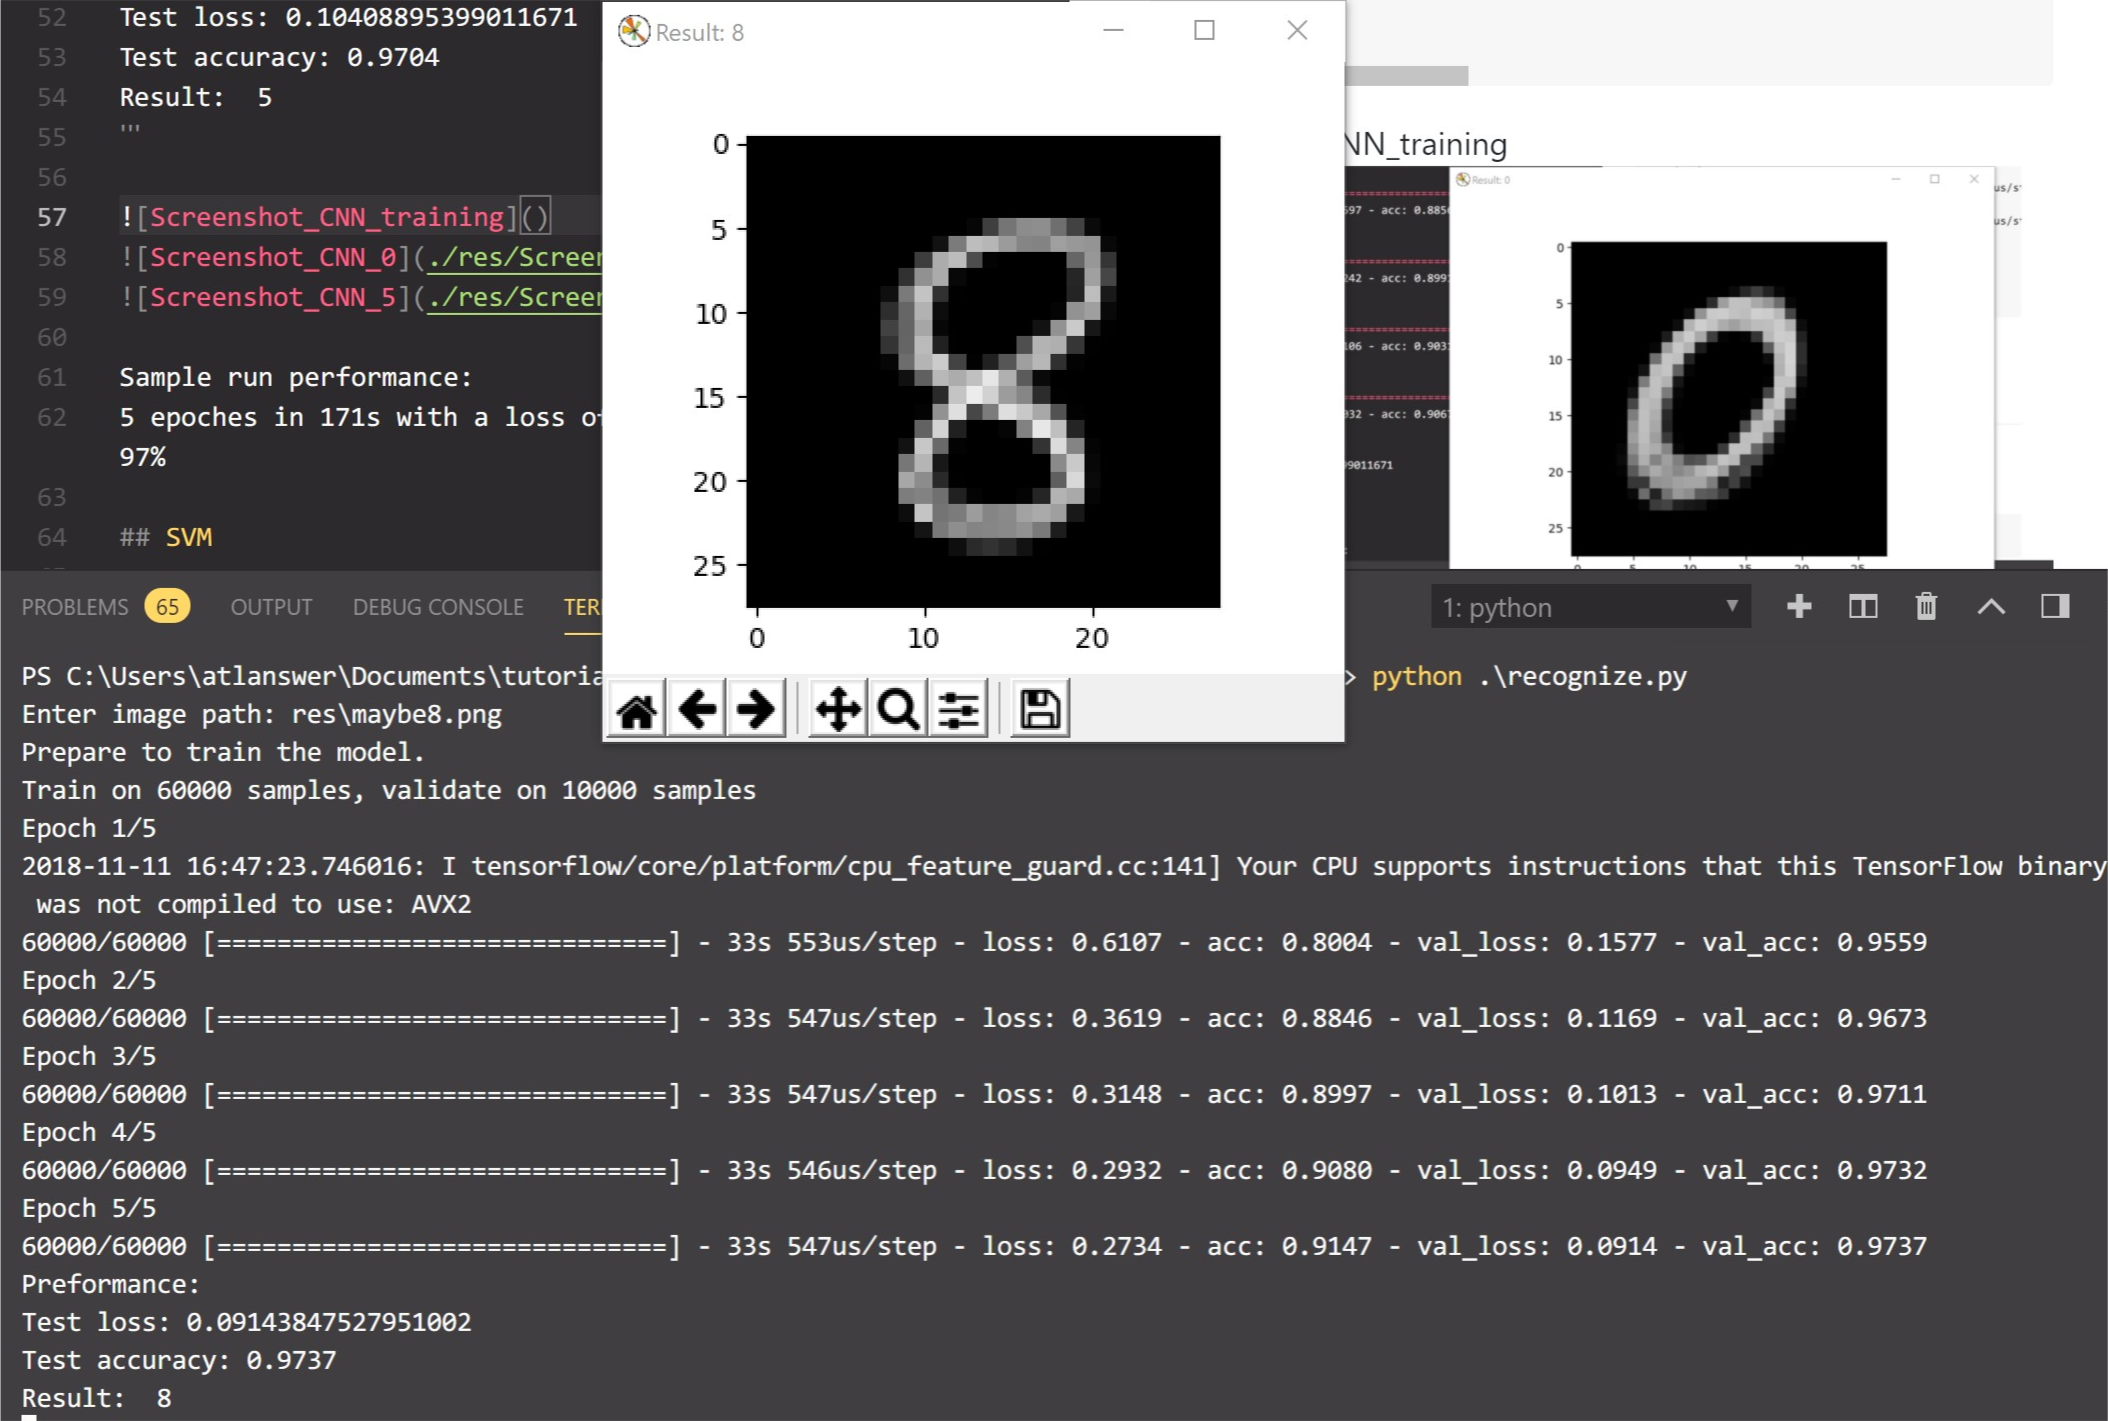 52 Test loss: 0.10408895399011671
53 Test accuracy: 0.9704
54 Result:  5
55 '''
56
57 ![Screenshot_CNN_training]()
58 ![Screenshot_CNN_0](./res/Screen
59 ![Screenshot_CNN_5](./res/Screen
60
61 Sample run performance:
62 5 epoches in 171s with a loss of
97%
63
64 ## SVM
Result: 8
0
5
10
15
20
25
0 10 20
NN_training
Result: 0
us/s
us/s
597 - acc: 0.885
242 - acc: 0.899
106 - acc: 0.903
032 - acc: 0.906
99011671
0
5
10
15
20
25
0 5 10 15 20 25
PROBLEMS 65 OUTPUT DEBUG CONSOLE TER
1: python
PS C:\Users\atlanswer\Documents\tutoria > python .\recognize.py
Enter image path: res\maybe8.png
Prepare to train the model.
Train on 60000 samples, validate on 10000 samples
Epoch 1/5
2018-11-11 16:47:23.746016: I tensorflow/core/platform/cpu_feature_guard.cc:141] Your CPU supports instructions that this TensorFlow binary
 was not compiled to use: AVX2
60000/60000 [==============================] - 33s 553us/step - loss: 0.6107 - acc: 0.8004 - val_loss: 0.1577 - val_acc: 0.9559
Epoch 2/5
60000/60000 [==============================] - 33s 547us/step - loss: 0.3619 - acc: 0.8846 - val_loss: 0.1169 - val_acc: 0.9673
Epoch 3/5
60000/60000 [==============================] - 33s 547us/step - loss: 0.3148 - acc: 0.8997 - val_loss: 0.1013 - val_acc: 0.9711
Epoch 4/5
60000/60000 [==============================] - 33s 546us/step - loss: 0.2932 - acc: 0.9080 - val_loss: 0.0949 - val_acc: 0.9732
Epoch 5/5
60000/60000 [==============================] - 33s 547us/step - loss: 0.2734 - acc: 0.9147 - val_loss: 0.0914 - val_acc: 0.9737
Preformance:
Test loss: 0.09143847527951002
Test accuracy: 0.9737
Result:  8